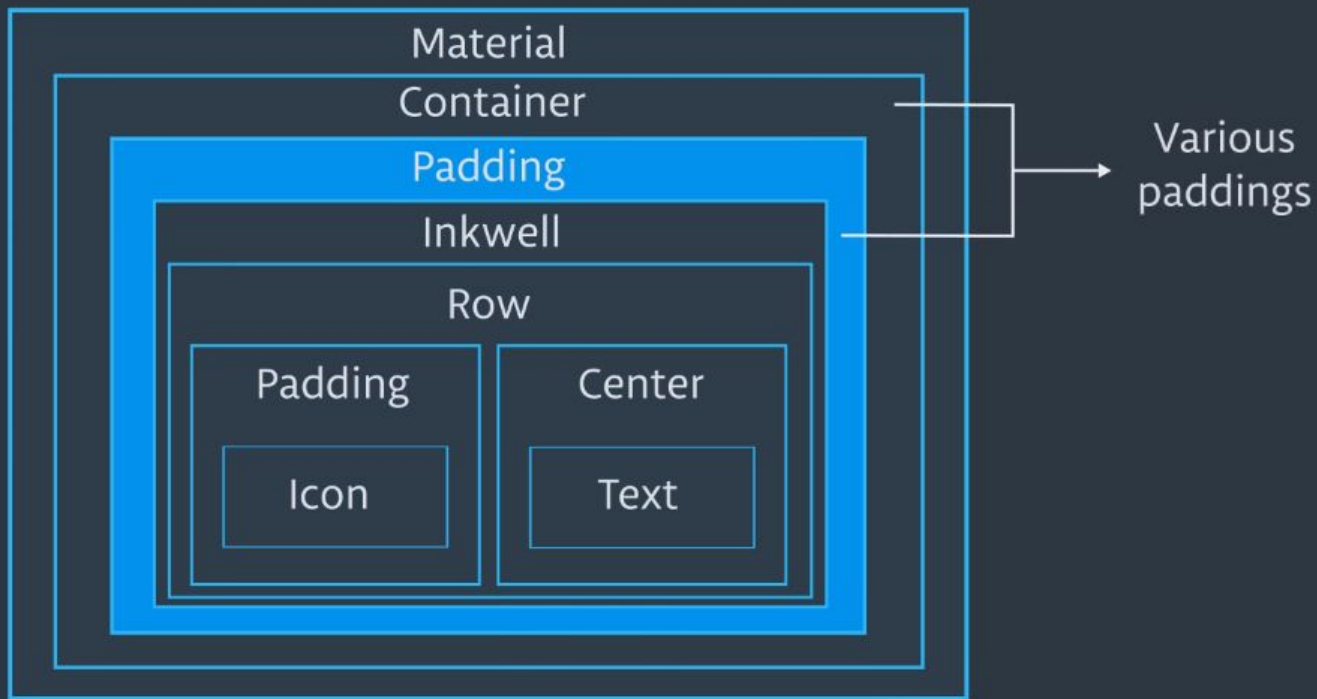 Material
Container
Padding
Various
paddings
Inkwell
Row
Padding
Center
Icon
Text